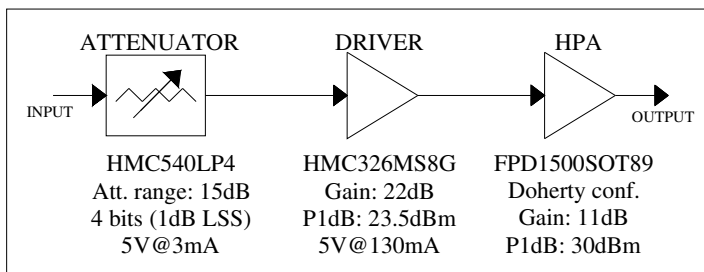 ATTENUATOR DRIVER HPA
INPUT OUTPUT
HMC540LP4 HMC326MS8G FPD1500SOT89
Att. range: 15dB Gain: 22dB Doherty conf.
4 bits (1dB LSS) P1dB: 23.5dBm Gain: 11dB
5V@3mA 5V@130mA P1dB: 30dBm